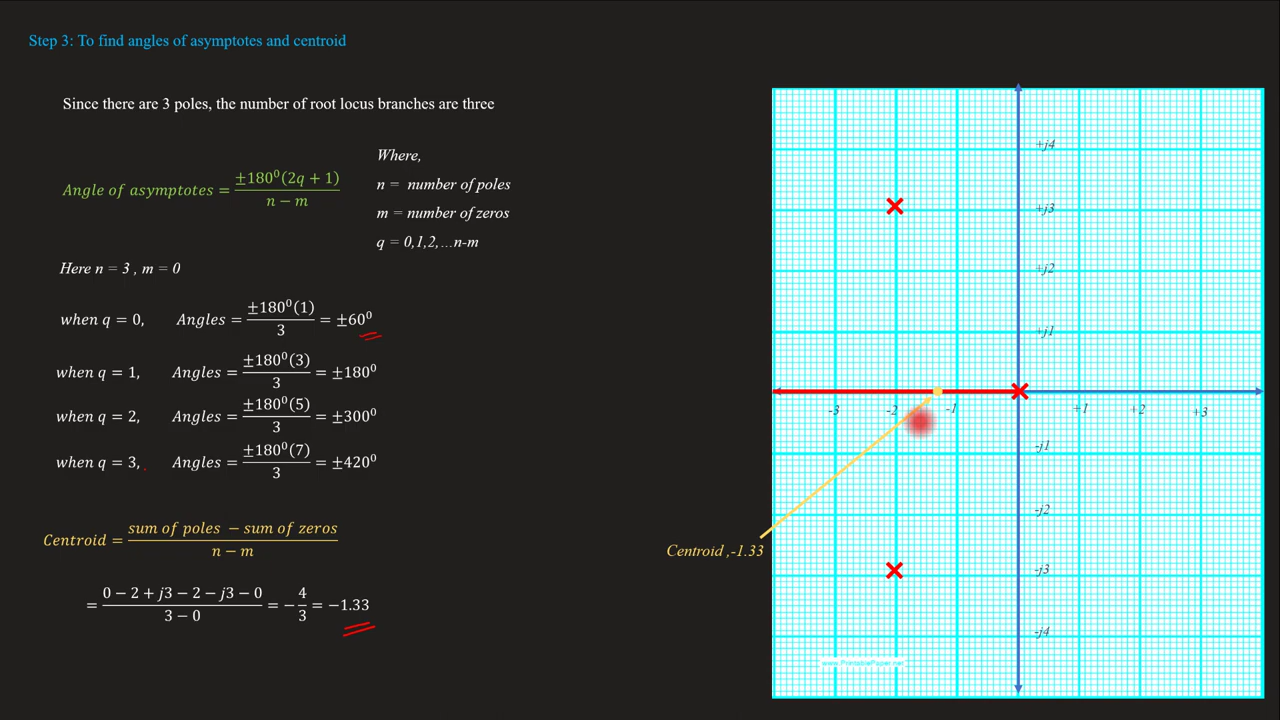 Step 3: To find angles of asymptotes and centroid
Since there are 3 poles, the number of root locus branches are three
Angle of asymptotes = ±180⁰(2q + 1) / n − m
Where,
n = number of poles
m = number of zeros
q = 0,1,2,…n-m
Here n = 3 , m = 0
when q = 0, Angles = ±180⁰(1) / 3 = ±60⁰
when q = 1, Angles = ±180⁰(3) / 3 = ±180⁰
when q = 2, Angles = ±180⁰(5) / 3 = ±300⁰
when q = 3, Angles = ±180⁰(7) / 3 = ±420⁰
Centroid = sum of poles − sum of zeros / n − m
= 0 − 2 + j3 − 2 − j3 − 0 / 3 − 0 = − 4 / 3 = −1.33
+j4
+j3
+j2
+j1
-3 -2 -1 +1 +2 +3
-j1
-j2
Centroid ,-1.33
-j3
-j4
www.PrintablePaper.net